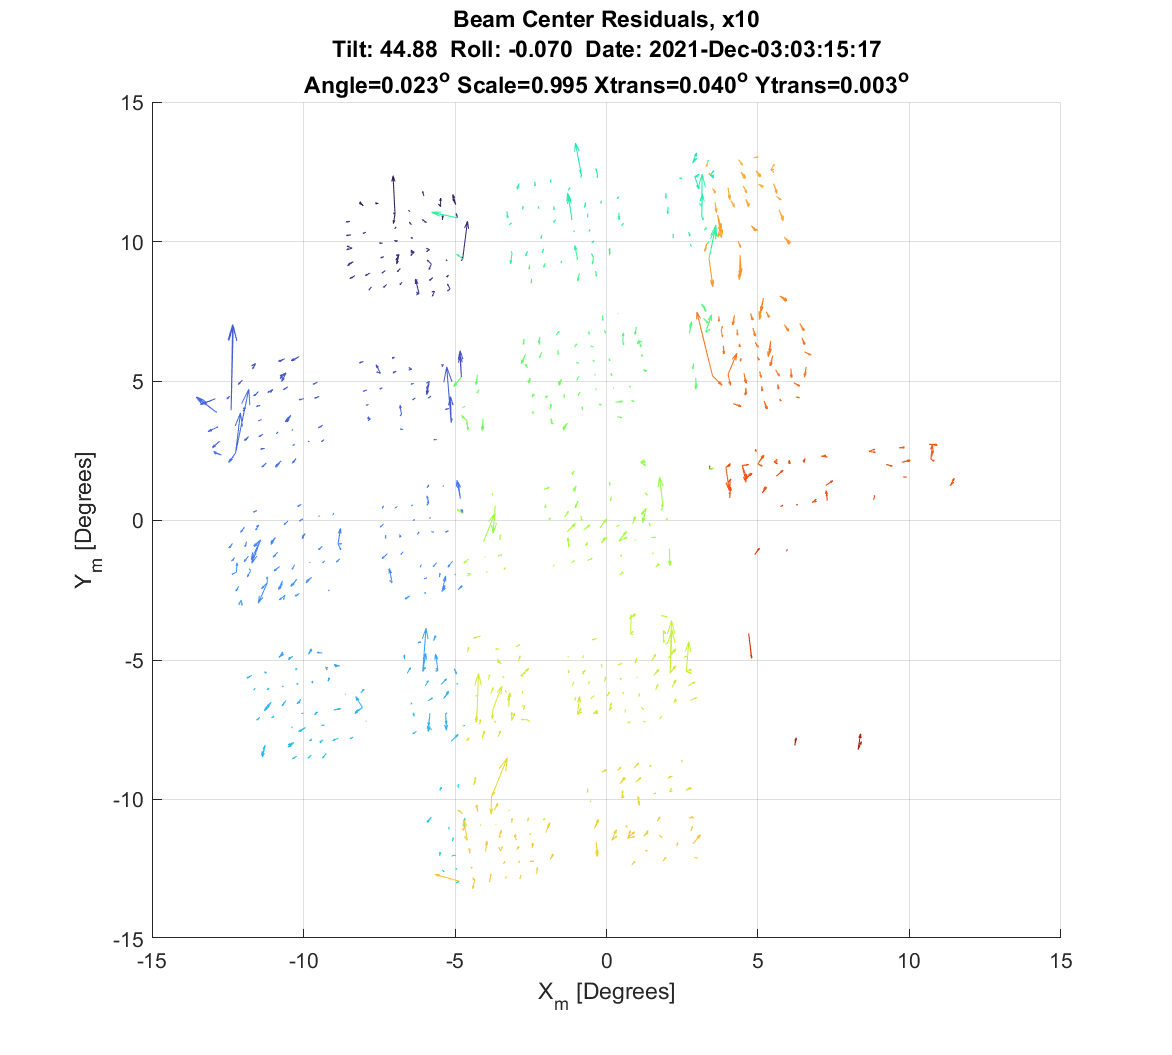 Beam Center Residuals, x10
Tilt: 44.88 Roll: -0.070 Date: 2021-Dec-03:03:15:17
Angle=0.023° Scale=0.995 Xtrans=0.040° Ytrans=0.003°
15
10
5
0
-5
-10
-15
Y_m [Degrees]
-15 -10 -5 0 5 10 15
X_m [Degrees]